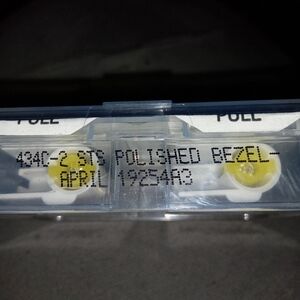 PULL PULL
434C-2 STS POLISHED BEZEL-
APRIL 19254A3